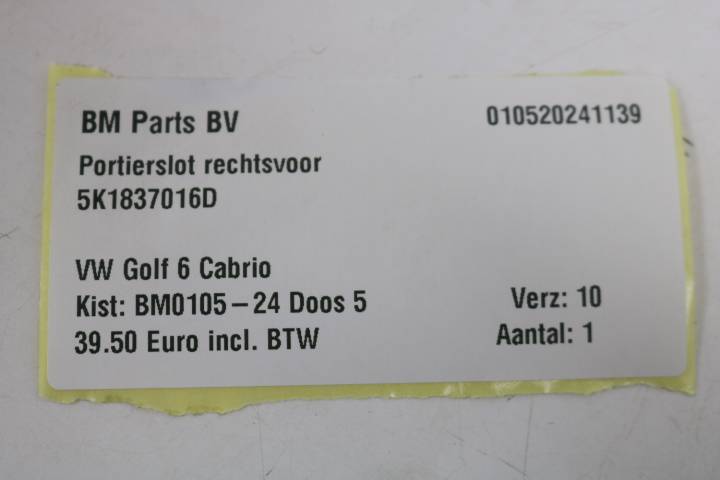 BM Parts BV 010520241139
Portierslot rechtsvoor
5K1837016D
VW Golf 6 Cabrio
Kist: BM0105-24 Doos 5 Verz: 10
39.50 Euro incl. BTW Aantal: 1